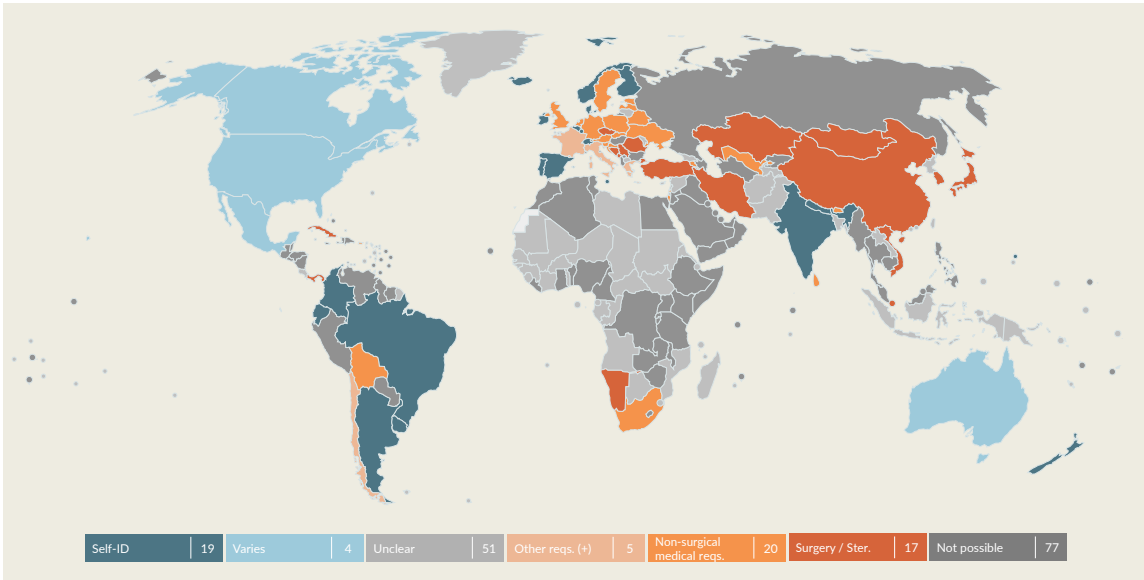 Self-ID 19
Varies 4
Unclear 51
Other reqs. (+) 5
Non-surgical
medical reqs. 20
Surgery / Ster. 17
Not possible 77